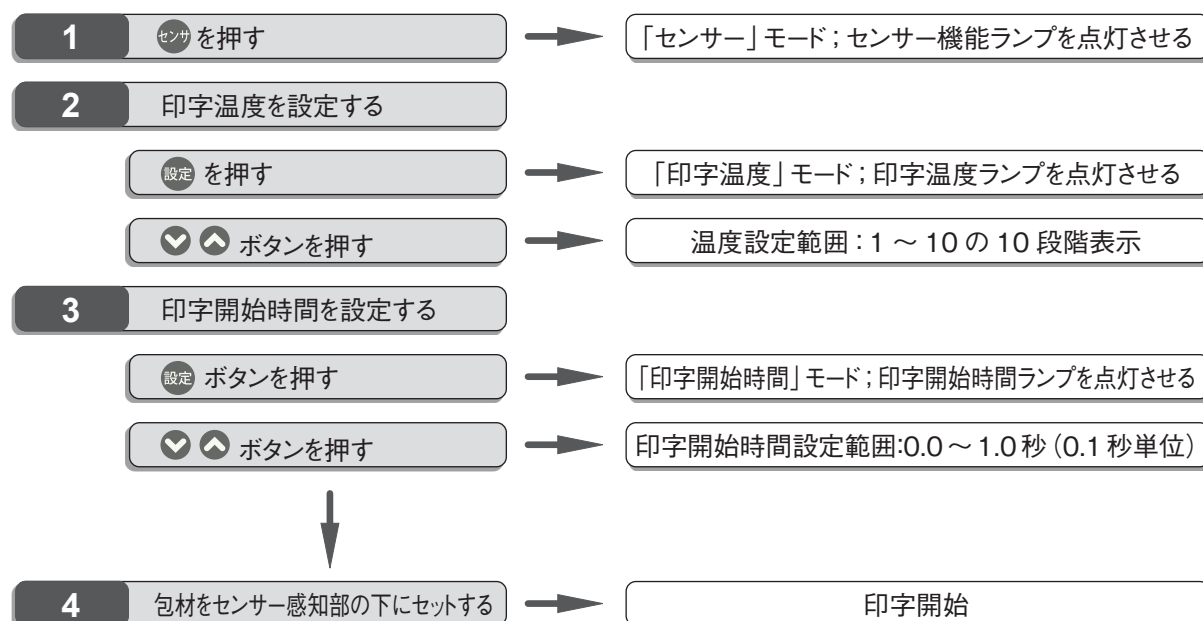 1 センサ を押す 「センサー」モード;センサー機能ランプを点灯させる
2 印字温度を設定する
設定 を押す 「印字温度」モード;印字温度ランプを点灯させる
ボタンを押す 温度設定範囲:1 ~ 10 の 10 段階表示
3 印字開始時間を設定する
設定 ボタンを押す 「印字開始時間」モード;印字開始時間ランプを点灯させる
ボタンを押す 印字開始時間設定範囲:0.0 ~ 1.0 秒(0.1 秒単位)
4 包材をセンサー感知部の下にセットする 印字開始